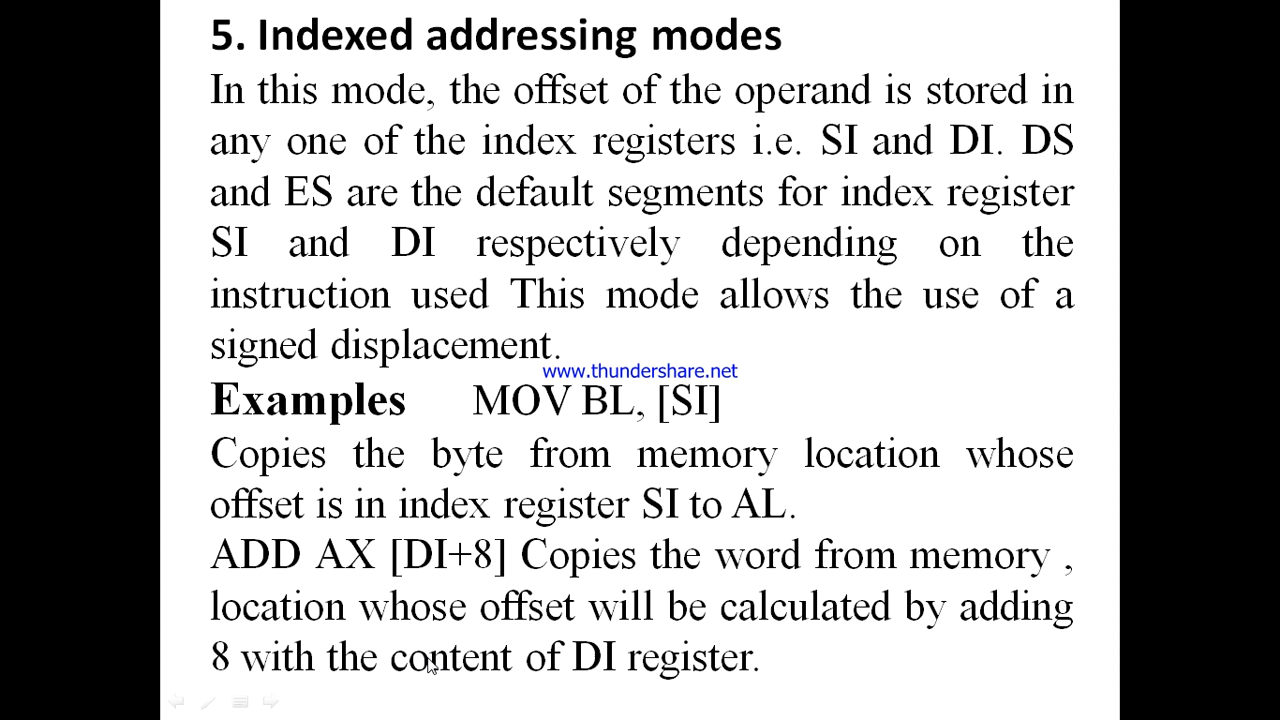 5. Indexed addressing modes
In this mode, the offset of the operand is stored in
any one of the index registers i.e. SI and DI. DS
and ES are the default segments for index register
SI and DI respectively depending on the
instruction used This mode allows the use of a
signed displacement.
www.thundershare.net
Examples MOV BL, [SI]
Copies the byte from memory location whose
offset is in index register SI to AL.
ADD AX [DI+8] Copies the word from memory ,
location whose offset will be calculated by adding
8 with the content of DI register.